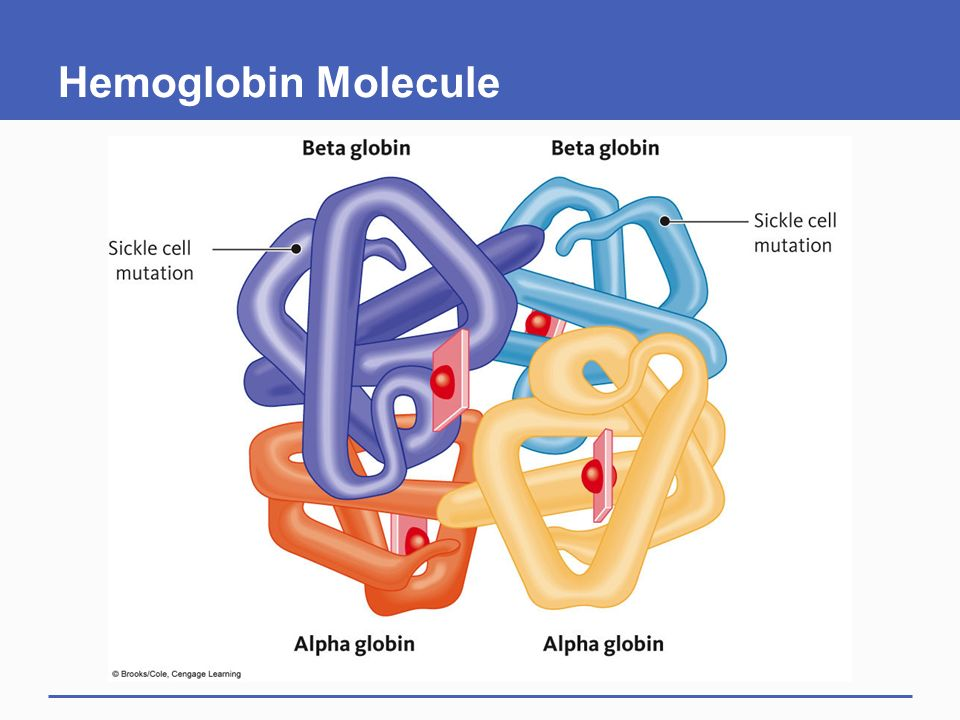 Hemoglobin Molecule
Beta globin
Beta globin
Sickle cell
mutation
Sickle cell
mutation
Alpha globin
Alpha globin
© Brooks/Cole, Cengage Learning